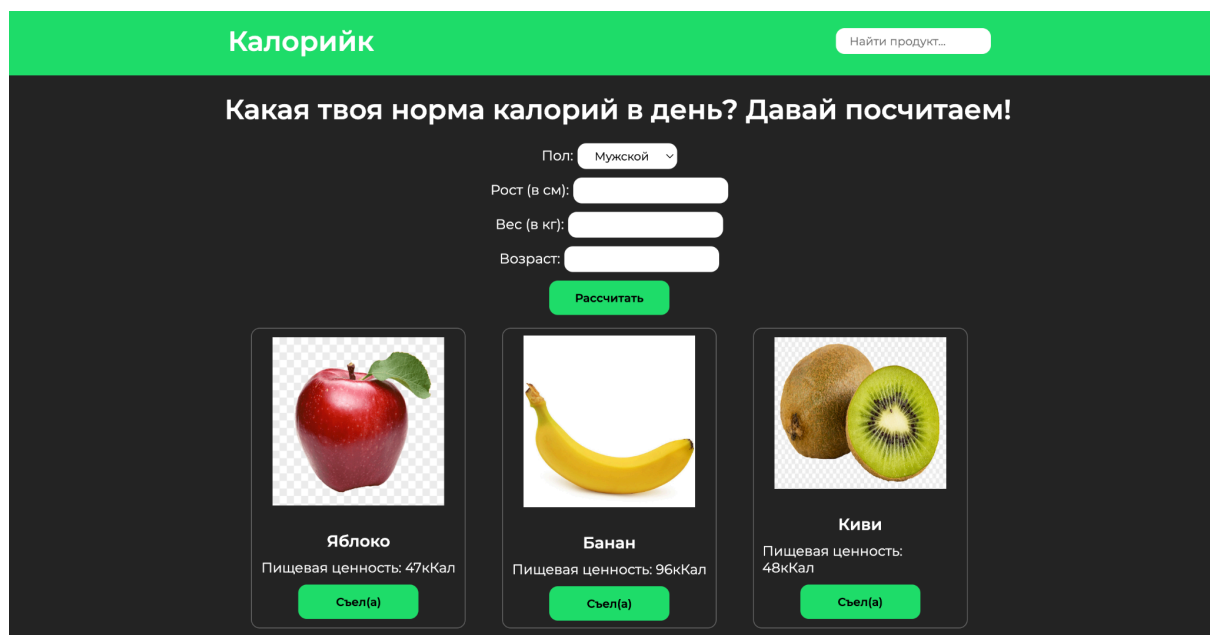 Калорийк
Найти продукт...
Какая твоя норма калорий в день? Давай посчитаем!
Пол: Мужской
Рост (в см):
Вес (в кг):
Возраст:
Рассчитать
Яблоко
Пищевая ценность: 47кКал
Съел(а)
Банан
Пищевая ценность: 96кКал
Съел(а)
Киви
Пищевая ценность:
48кКал
Съел(а)